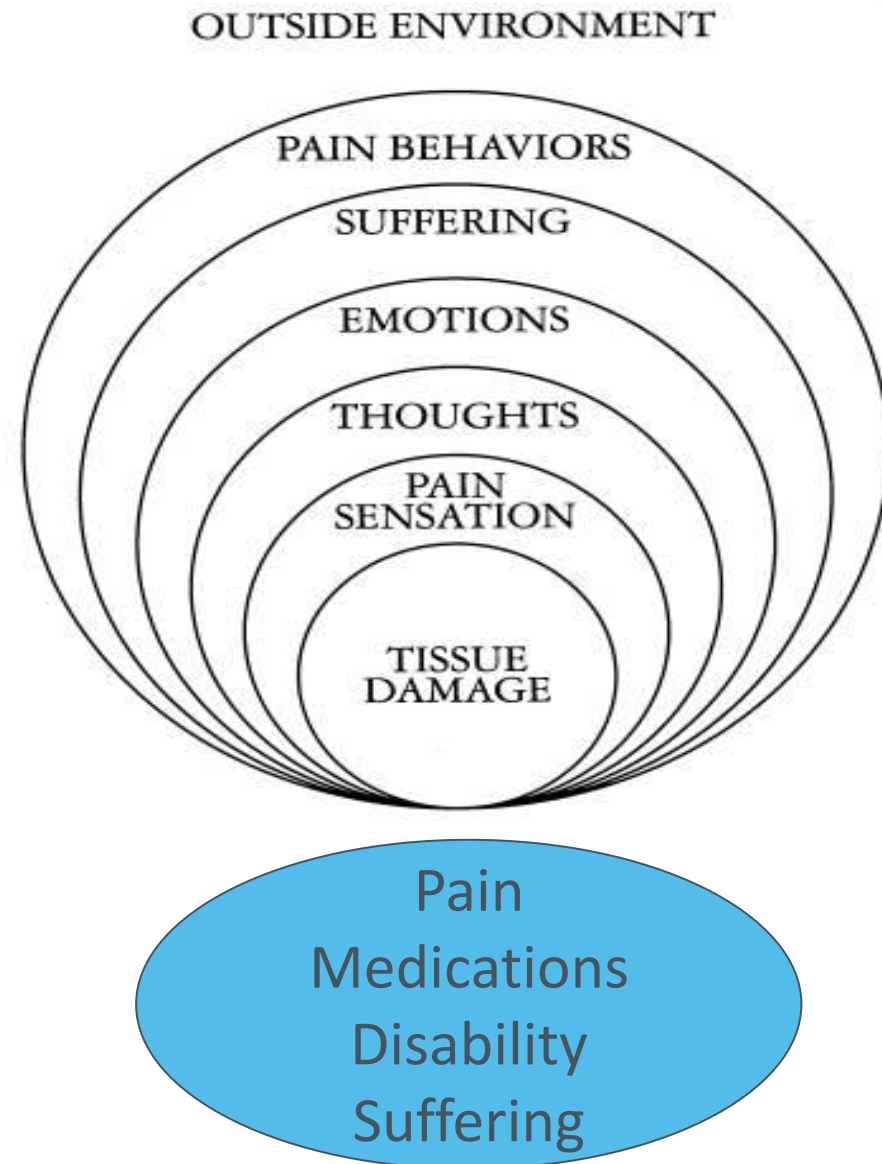 OUTSIDE ENVIRONMENT
PAIN BEHAVIORS
SUFFERING
EMOTIONS
THOUGHTS
PAIN
SENSATION
TISSUE
DAMAGE
Pain
Medications
Disability
Suffering